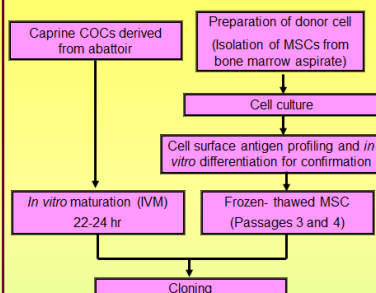 Caprine COCs derived
from abattoir
Preparation of donor cell
(Isolation of MSCs from
bone marrow aspirate)
Cell culture
Cell surface antigen profiling and in
vitro differentiation for confirmation
In vitro maturation (IVM)
22-24 hr
Frozen- thawed MSC
(Passages 3 and 4)
Cloning